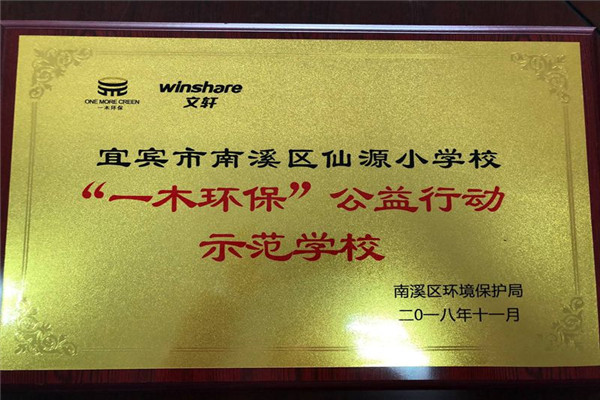 ONE MORE CREEN
一木环保
winshare
文轩
宜宾市南溪区仙源小学校
“一木环保”公益行动
示范学校
南溪区环境保护局
二0一八年十一月